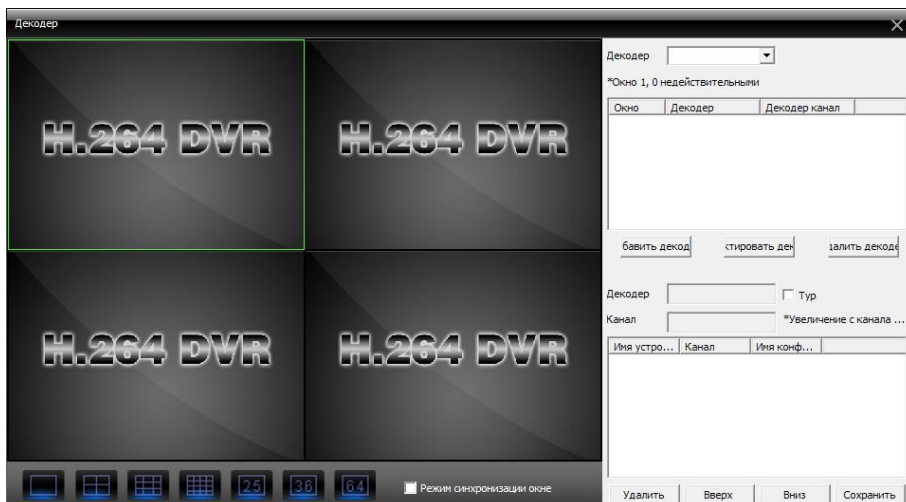 Декодер
H.264 DVR
H.264 DVR
H.264 DVR
H.264 DVR
25 36 64
Режим синхронизации окне
Декодер
*Окно 1, 0 недействительными
Окно Декодер Декодер канал
бавить декод стировать дек далить декоде
Декодер Тур
Канал *Увеличение с канала ...
Имя устро... Канал Имя конф...
Удалить Вверх Вниз Сохранить